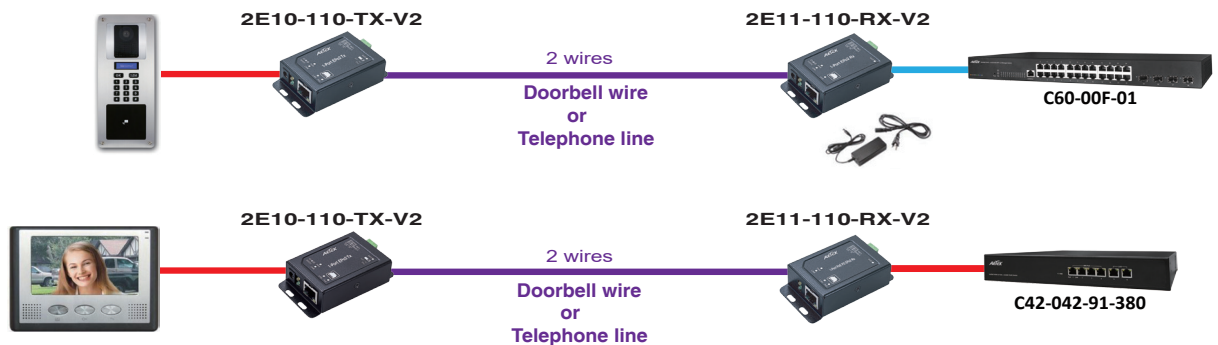 2E10-110-TX-V2
2E11-110-RX-V2
2 wires
Doorbell wire
or
Telephone line
C60-00F-01
2E10-110-TX-V2
2E11-110-RX-V2
2 wires
Doorbell wire
or
Telephone line
C42-042-91-380